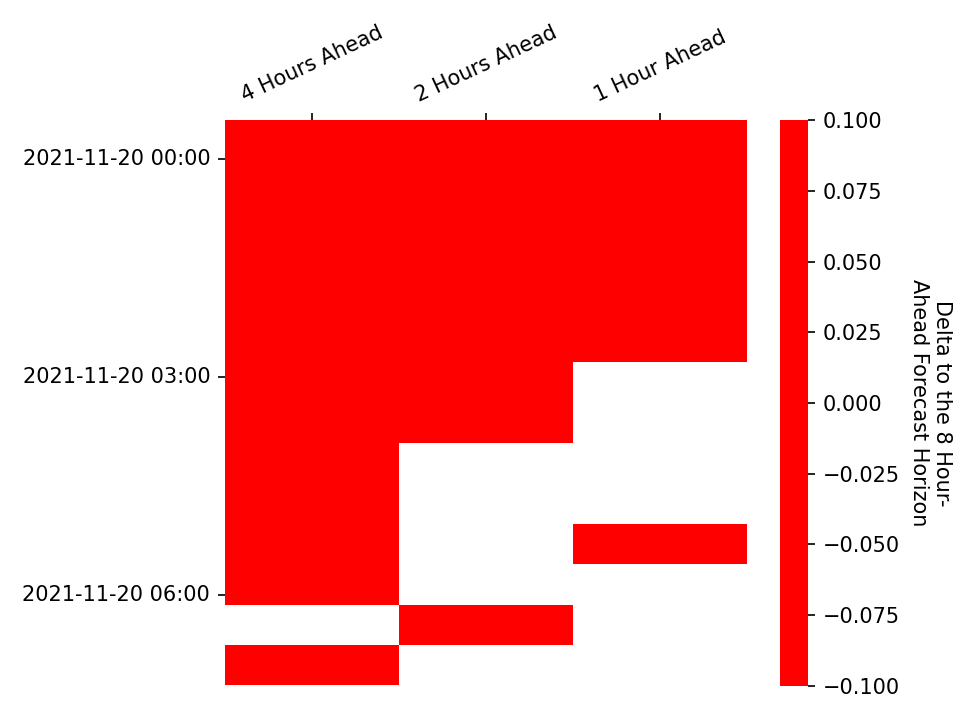 4 Hours Ahead
2 Hours Ahead
1 Hour Ahead
2021-11-20 00:00
2021-11-20 03:00
2021-11-20 06:00
0.100
0.075
0.050
0.025
0.000
−0.025
−0.050
−0.075
−0.100
Delta to the 8 Hour-
Ahead Forecast Horizon